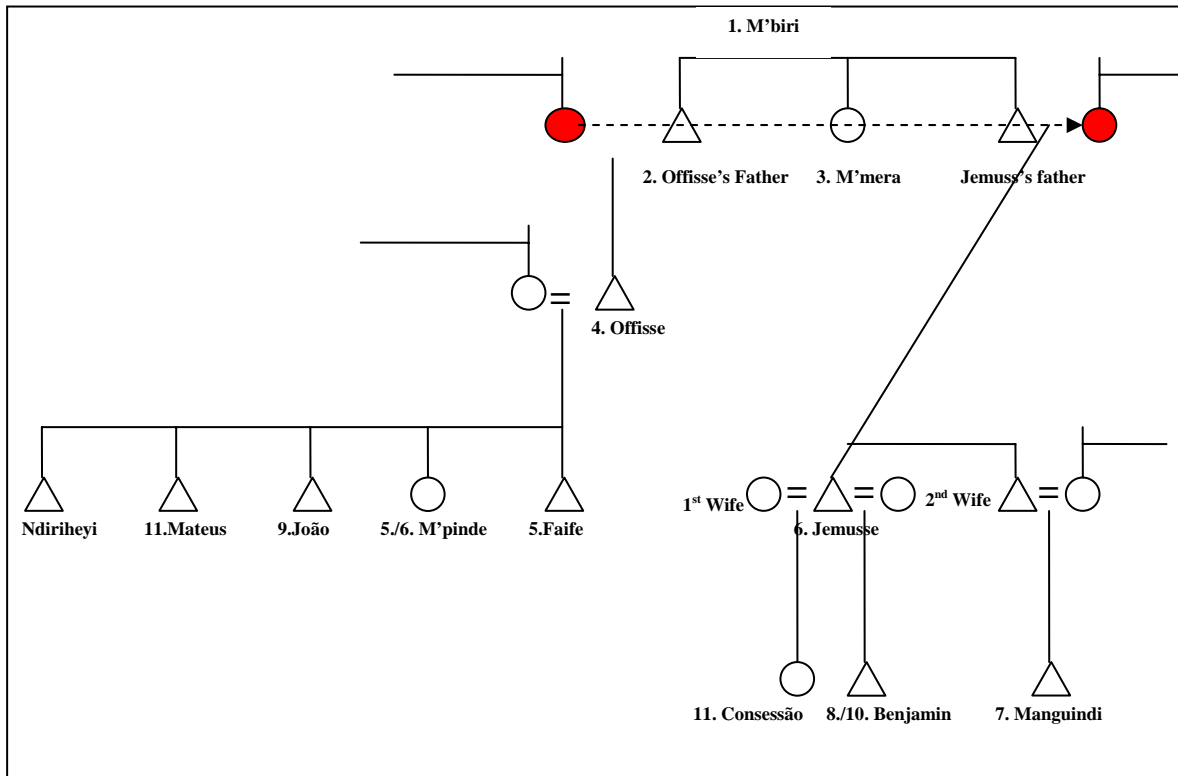 1. M’biri
2. Offisse’s Father
3. M’mera
Jemuss’s father
=
4. Offisse
1st Wife
=
=
2nd Wife
=
Ndiriheyi
11.Mateus
9.João
5./6. M’pinde
5.Faife
6. Jemusse
11. Consessão
8./10. Benjamin
7. Manguindi